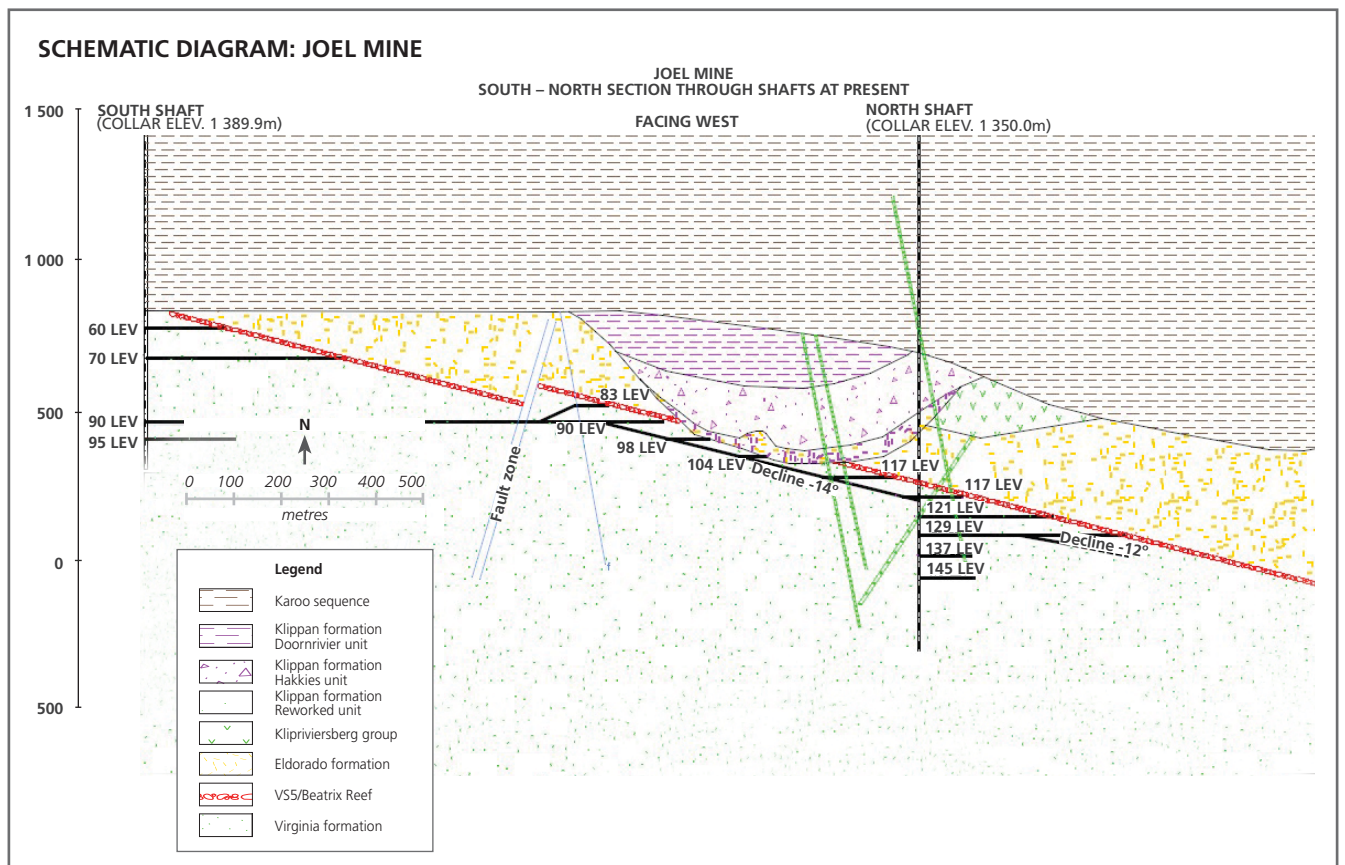 SCHEMATIC DIAGRAM: JOEL MINE
JOEL MINE
SOUTH – NORTH SECTION THROUGH SHAFTS AT PRESENT
1 500
SOUTH SHAFT
(COLLAR ELEV. 1 389.9m)
FACING WEST
NORTH SHAFT
(COLLAR ELEV. 1 350.0m)
1 000
60 LEV
70 LEV
500
83 LEV
90 LEV
90 LEV
95 LEV
N
98 LEV
104 LEV
Decline -14°
117 LEV
117 LEV
121 LEV
129 LEV
Decline -12°
137 LEV
145 LEV
Fault zone
0 100 200 300 400 500
metres
0
500
Legend
Karoo sequence
Klippan formation
Doornrivier unit
Klippan formation
Hakkies unit
Klippan formation
Reworked unit
Klipriviersberg group
Eldorado formation
VS5/Beatrix Reef
Virginia formation